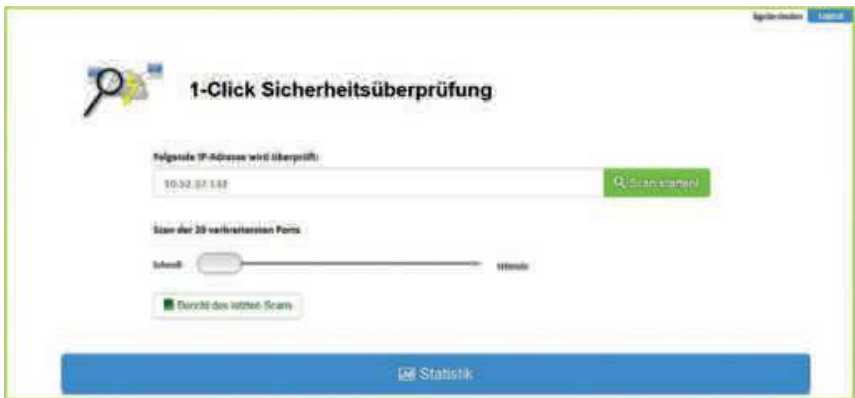 Logout
1-Click Sicherheitsüberprüfung
Folgende IP-Adresse wird überprüft:
Scan starten!
Scan der 20 verbreitetsten Ports
Schnell
Intensiv
Bericht des letzten Scans
Statistik